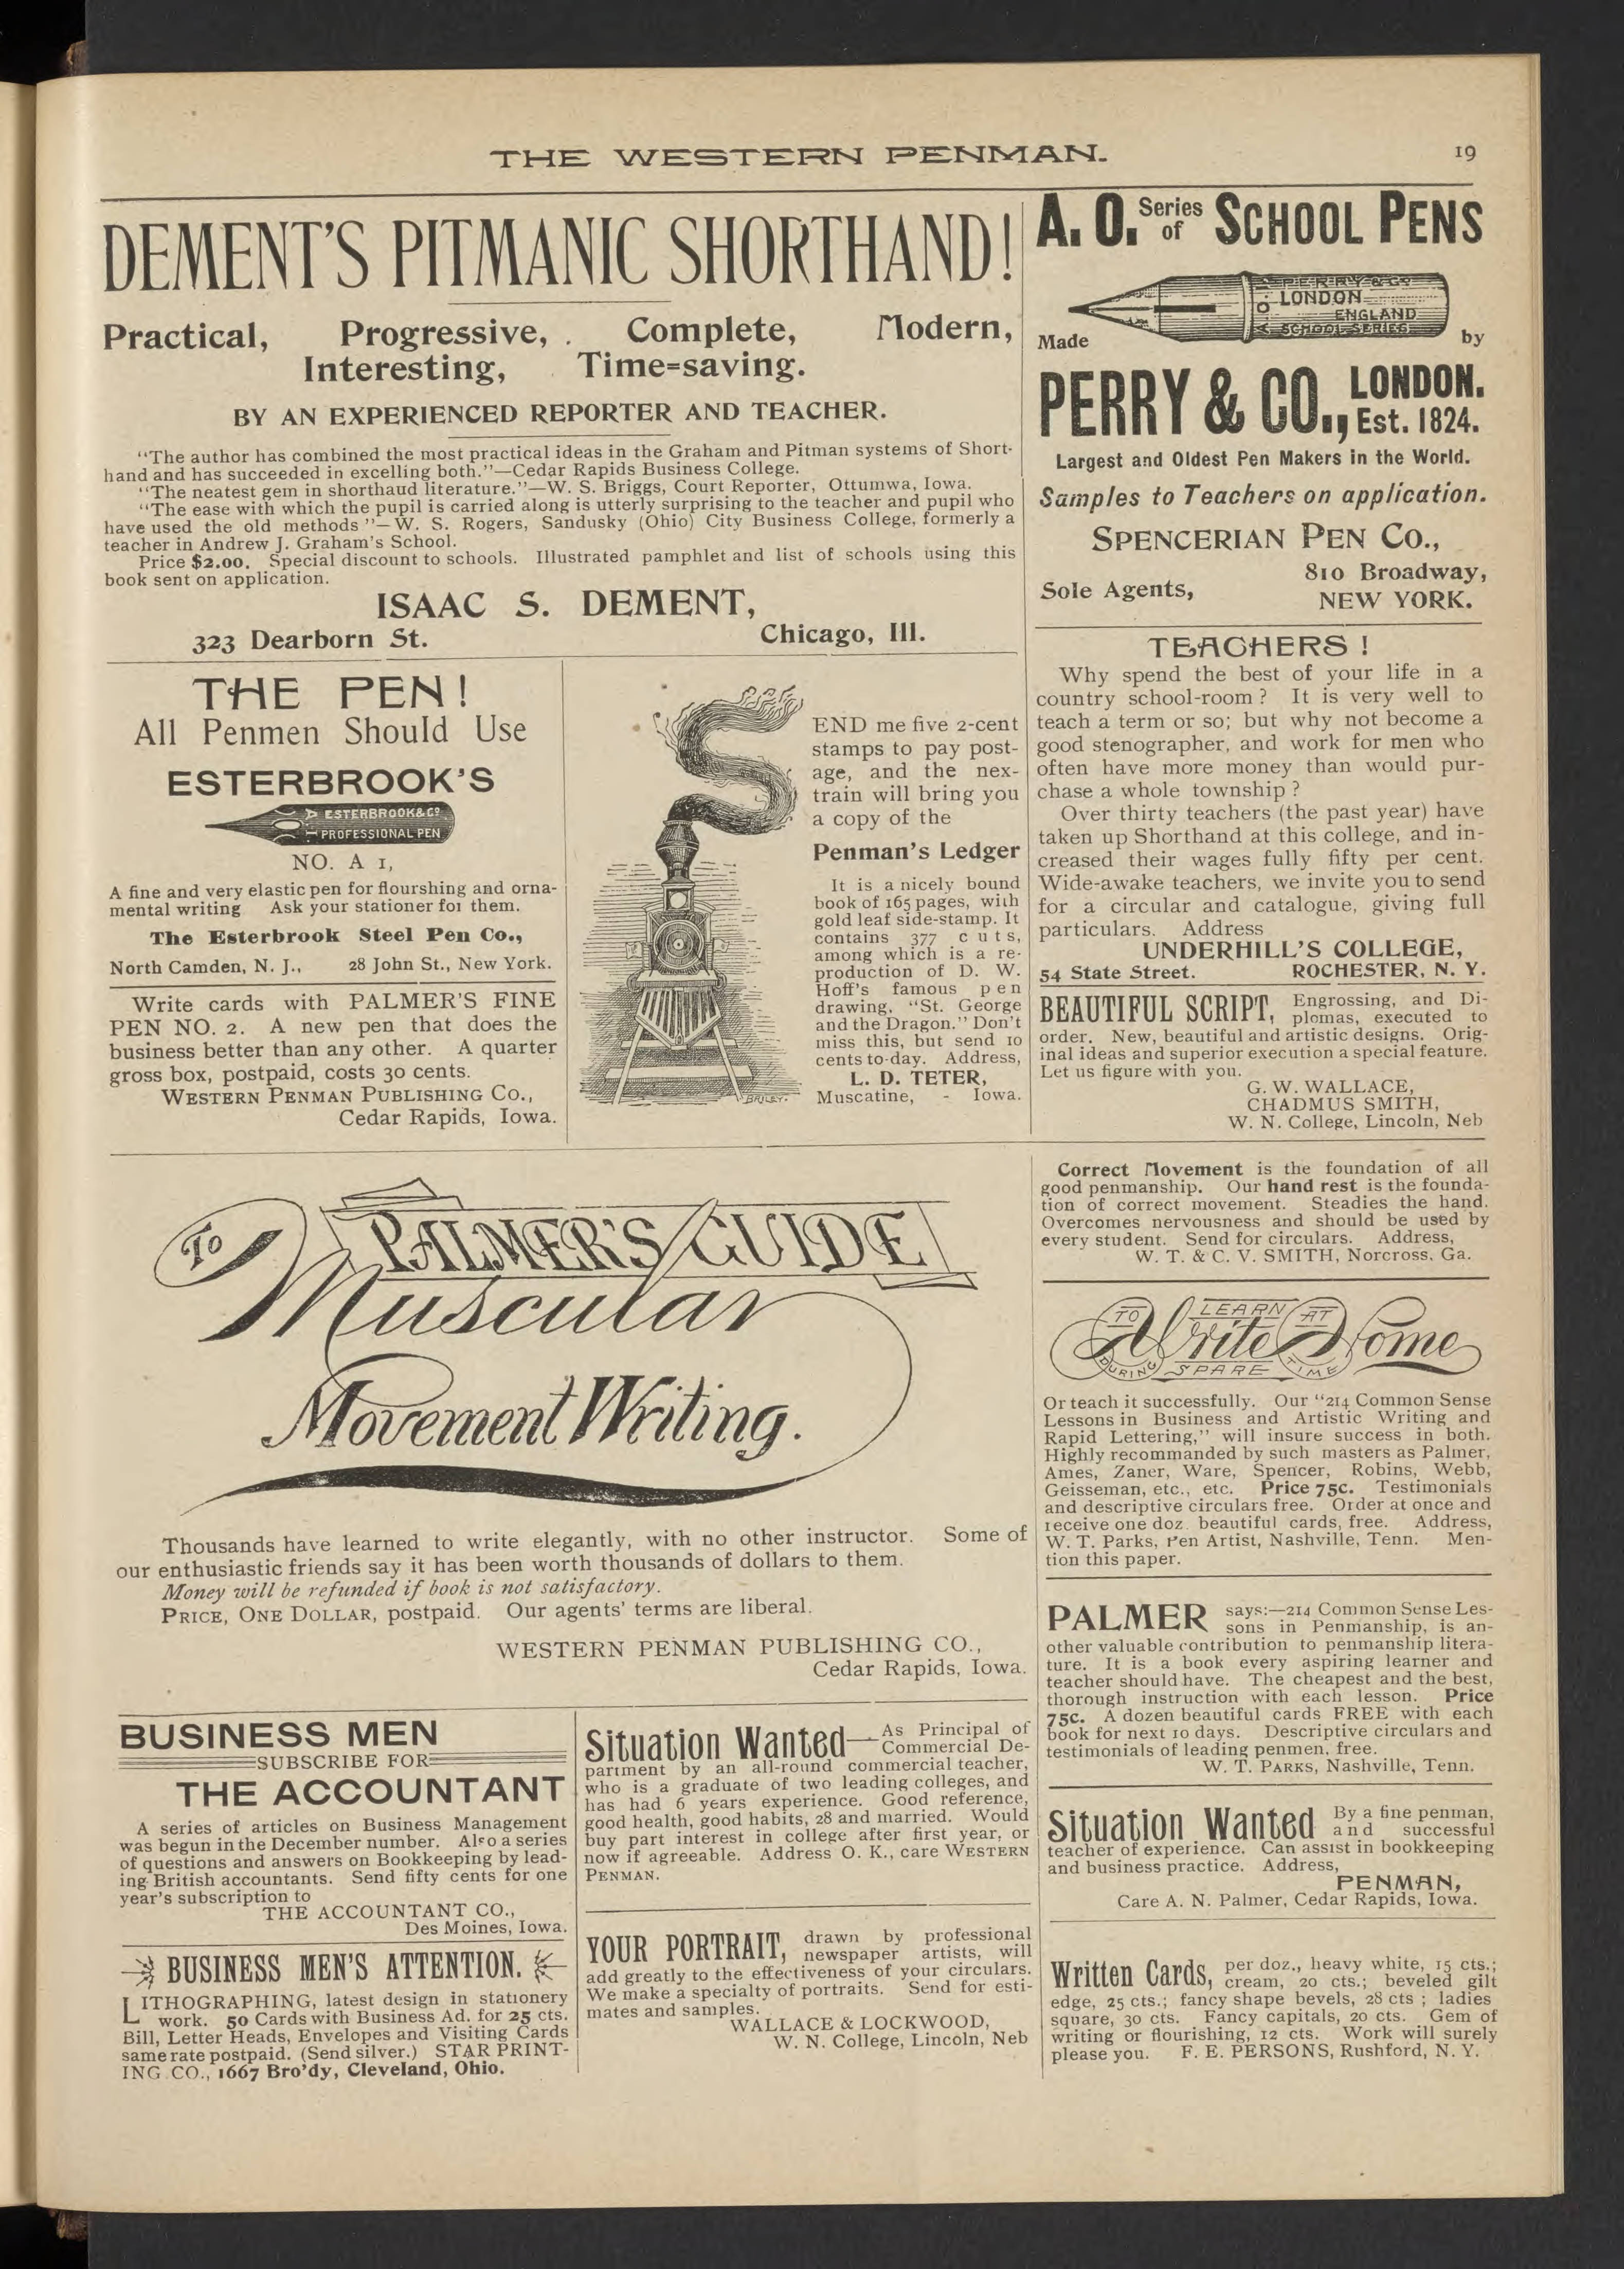 THE WESTERN PENMAN.
19
DEMENT'S PITMANIC SHORTHAND!
Practical, Progressive, Complete, Modern,
Interesting, Time=saving.
BY AN EXPERIENCED REPORTER AND TEACHER.
"The author has combined the most practical ideas in the Graham and Pitman systems of Short-
hand and has succeeded in excelling both."—Cedar Rapids Business College.
"The neatest gem in shorthaud literature."—W. S. Briggs, Court Reporter, Ottumwa, Iowa.
"The ease with which the pupil is carried along is utterly surprising to the teacher and pupil who
have used the old methods"—W. S. Rogers, Sandusky (Ohio) City Business College, formerly a
teacher in Andrew J. Graham's School.
Price $2.00. Special discount to schools. Illustrated pamphlet and list of schools using this
book sent on application.
ISAAC S. DEMENT,
323 Dearborn St. Chicago, Ill.
THE PEN!
All Penmen Should Use
ESTERBROOK'S
A ESTERBROOK & CO
1 PROFESSIONAL PEN
NO. A 1,
A fine and very elastic pen for flourshing and orna-
mental writing Ask your stationer for them.
The Esterbrook Steel Pen Co.,
North Camden, N. J., 28 John St., New York.
Write cards with PALMER'S FINE
PEN NO. 2. A new pen that does the
business better than any other. A quarter
gross box, postpaid, costs 30 cents.
WESTERN PENMAN PUBLISHING CO.,
Cedar Rapids, Iowa.
SEND me five 2-cent
stamps to pay post-
age, and the nex-
train will bring you
a copy of the
Penman's Ledger
It is a nicely bound
book of 165 pages, with
gold leaf side-stamp. It
contains 377 cuts,
among which is a re-
production of D. W.
Hoff's famous pen
drawing, "St. George
and the Dragon." Don't
miss this, but send 10
cents to-day. Address,
L. D. TETER,
Muscatine, - Iowa.
BAILEY.
A. O. Series of SCHOOL PENS
PERRY & CO
LONDON
ENGLAND
A. O. SCHOOL SERIES
Made by
PERRY & CO., LONDON.
Est. 1824.
Largest and Oldest Pen Makers in the World.
Samples to Teachers on application.
SPENCERIAN PEN CO.,
Sole Agents, 810 Broadway,
NEW YORK.
TEACHERS!
Why spend the best of your life in a
country school-room? It is very well to
teach a term or so; but why not become a
good stenographer, and work for men who
often have more money than would pur-
chase a whole township?
Over thirty teachers (the past year) have
taken up Shorthand at this college, and in-
creased their wages fully fifty per cent.
Wide-awake teachers, we invite you to send
for a circular and catalogue, giving full
particulars. Address
UNDERHILL'S COLLEGE,
54 State Street. ROCHESTER, N. Y.
BEAUTIFUL SCRIPT, Engrossing, and Di-
plomas, executed to
order. New, beautiful and artistic designs. Orig-
inal ideas and superior execution a special feature.
Let us figure with you.
G. W. WALLACE,
CHADMUS SMITH,
W. N. College, Lincoln, Neb
TO PALMER'S GUIDE
Muscular
Movement Writing.
Thousands have learned to write elegantly, with no other instructor. Some of
our enthusiastic friends say it has been worth thousands of dollars to them.
Money will be refunded if book is not satisfactory.
PRICE, ONE DOLLAR, postpaid. Our agents' terms are liberal.
WESTERN PENMAN PUBLISHING CO.,
Cedar Rapids, Iowa.
Correct Movement is the foundation of all
good penmanship. Our hand rest is the founda-
tion of correct movement. Steadies the hand.
Overcomes nervousness and should be used by
every student. Send for circulars. Address,
W. T. & C. V. SMITH, Norcross, Ga.
TO LEARN AT
Write Home
DURING SPARE TIME
Or teach it successfully. Our "214 Common Sense
Lessons in Business and Artistic Writing and
Rapid Lettering," will insure success in both.
Highly recommanded by such masters as Palmer,
Ames, Zaner, Ware, Spencer, Robins, Webb,
Geisseman, etc., etc. Price 75c. Testimonials
and descriptive circulars free. Order at once and
receive one doz. beautiful cards, free. Address,
W. T. Parks, Pen Artist, Nashville, Tenn. Men-
tion this paper.
PALMER says:—214 Common Sense Les-
sons in Penmanship, is an-
other valuable contribution to penmanship litera-
ture. It is a book every aspiring learner and
teacher should have. The cheapest and the best,
thorough instruction with each lesson. Price
75c. A dozen beautiful cards FREE with each
book for next 10 days. Descriptive circulars and
testimonials of leading penmen, free.
W. T. PARKS, Nashville, Tenn.
BUSINESS MEN
SUBSCRIBE FOR
THE ACCOUNTANT
A series of articles on Business Management
was begun in the December number. Also a series
of questions and answers on Bookkeeping by lead-
ing British accountants. Send fifty cents for one
year's subscription to
THE ACCOUNTANT CO.,
Des Moines, Iowa.
BUSINESS MEN'S ATTENTION.
LITHOGRAPHING, latest design in stationery
work. 50 Cards with Business Ad. for 25 cts.
Bill, Letter Heads, Envelopes and Visiting Cards
same rate postpaid. (Send silver.) STAR PRINT-
ING CO., 1667 Bro'dy, Cleveland, Ohio.
Situation Wanted—As Principal of
Commercial De-
partment by an all-round commercial teacher,
who is a graduate of two leading colleges, and
has had 6 years experience. Good reference,
good health, good habits, 28 and married. Would
buy part interest in college after first year, or
now if agreeable. Address O. K., care WESTERN
PENMAN.
YOUR PORTRAIT, drawn by professional
newspaper artists, will
add greatly to the effectiveness of your circulars.
We make a specialty of portraits. Send for esti-
mates and samples.
WALLACE & LOCKWOOD,
W. N. College, Lincoln, Neb
Situation Wanted By a fine penman,
and successful
teacher of experience. Can assist in bookkeeping
and business practice. Address,
PENMAN,
Care A. N. Palmer, Cedar Rapids, Iowa.
Written Cards, per doz., heavy white, 15 cts.;
cream, 20 cts.; beveled gilt
edge, 25 cts.; fancy shape bevels, 28 cts; ladies
square, 30 cts. Fancy capitals, 20 cts. Gem of
writing or flourishing, 12 cts. Work will surely
please you. F. E. PERSONS, Rushford, N. Y.